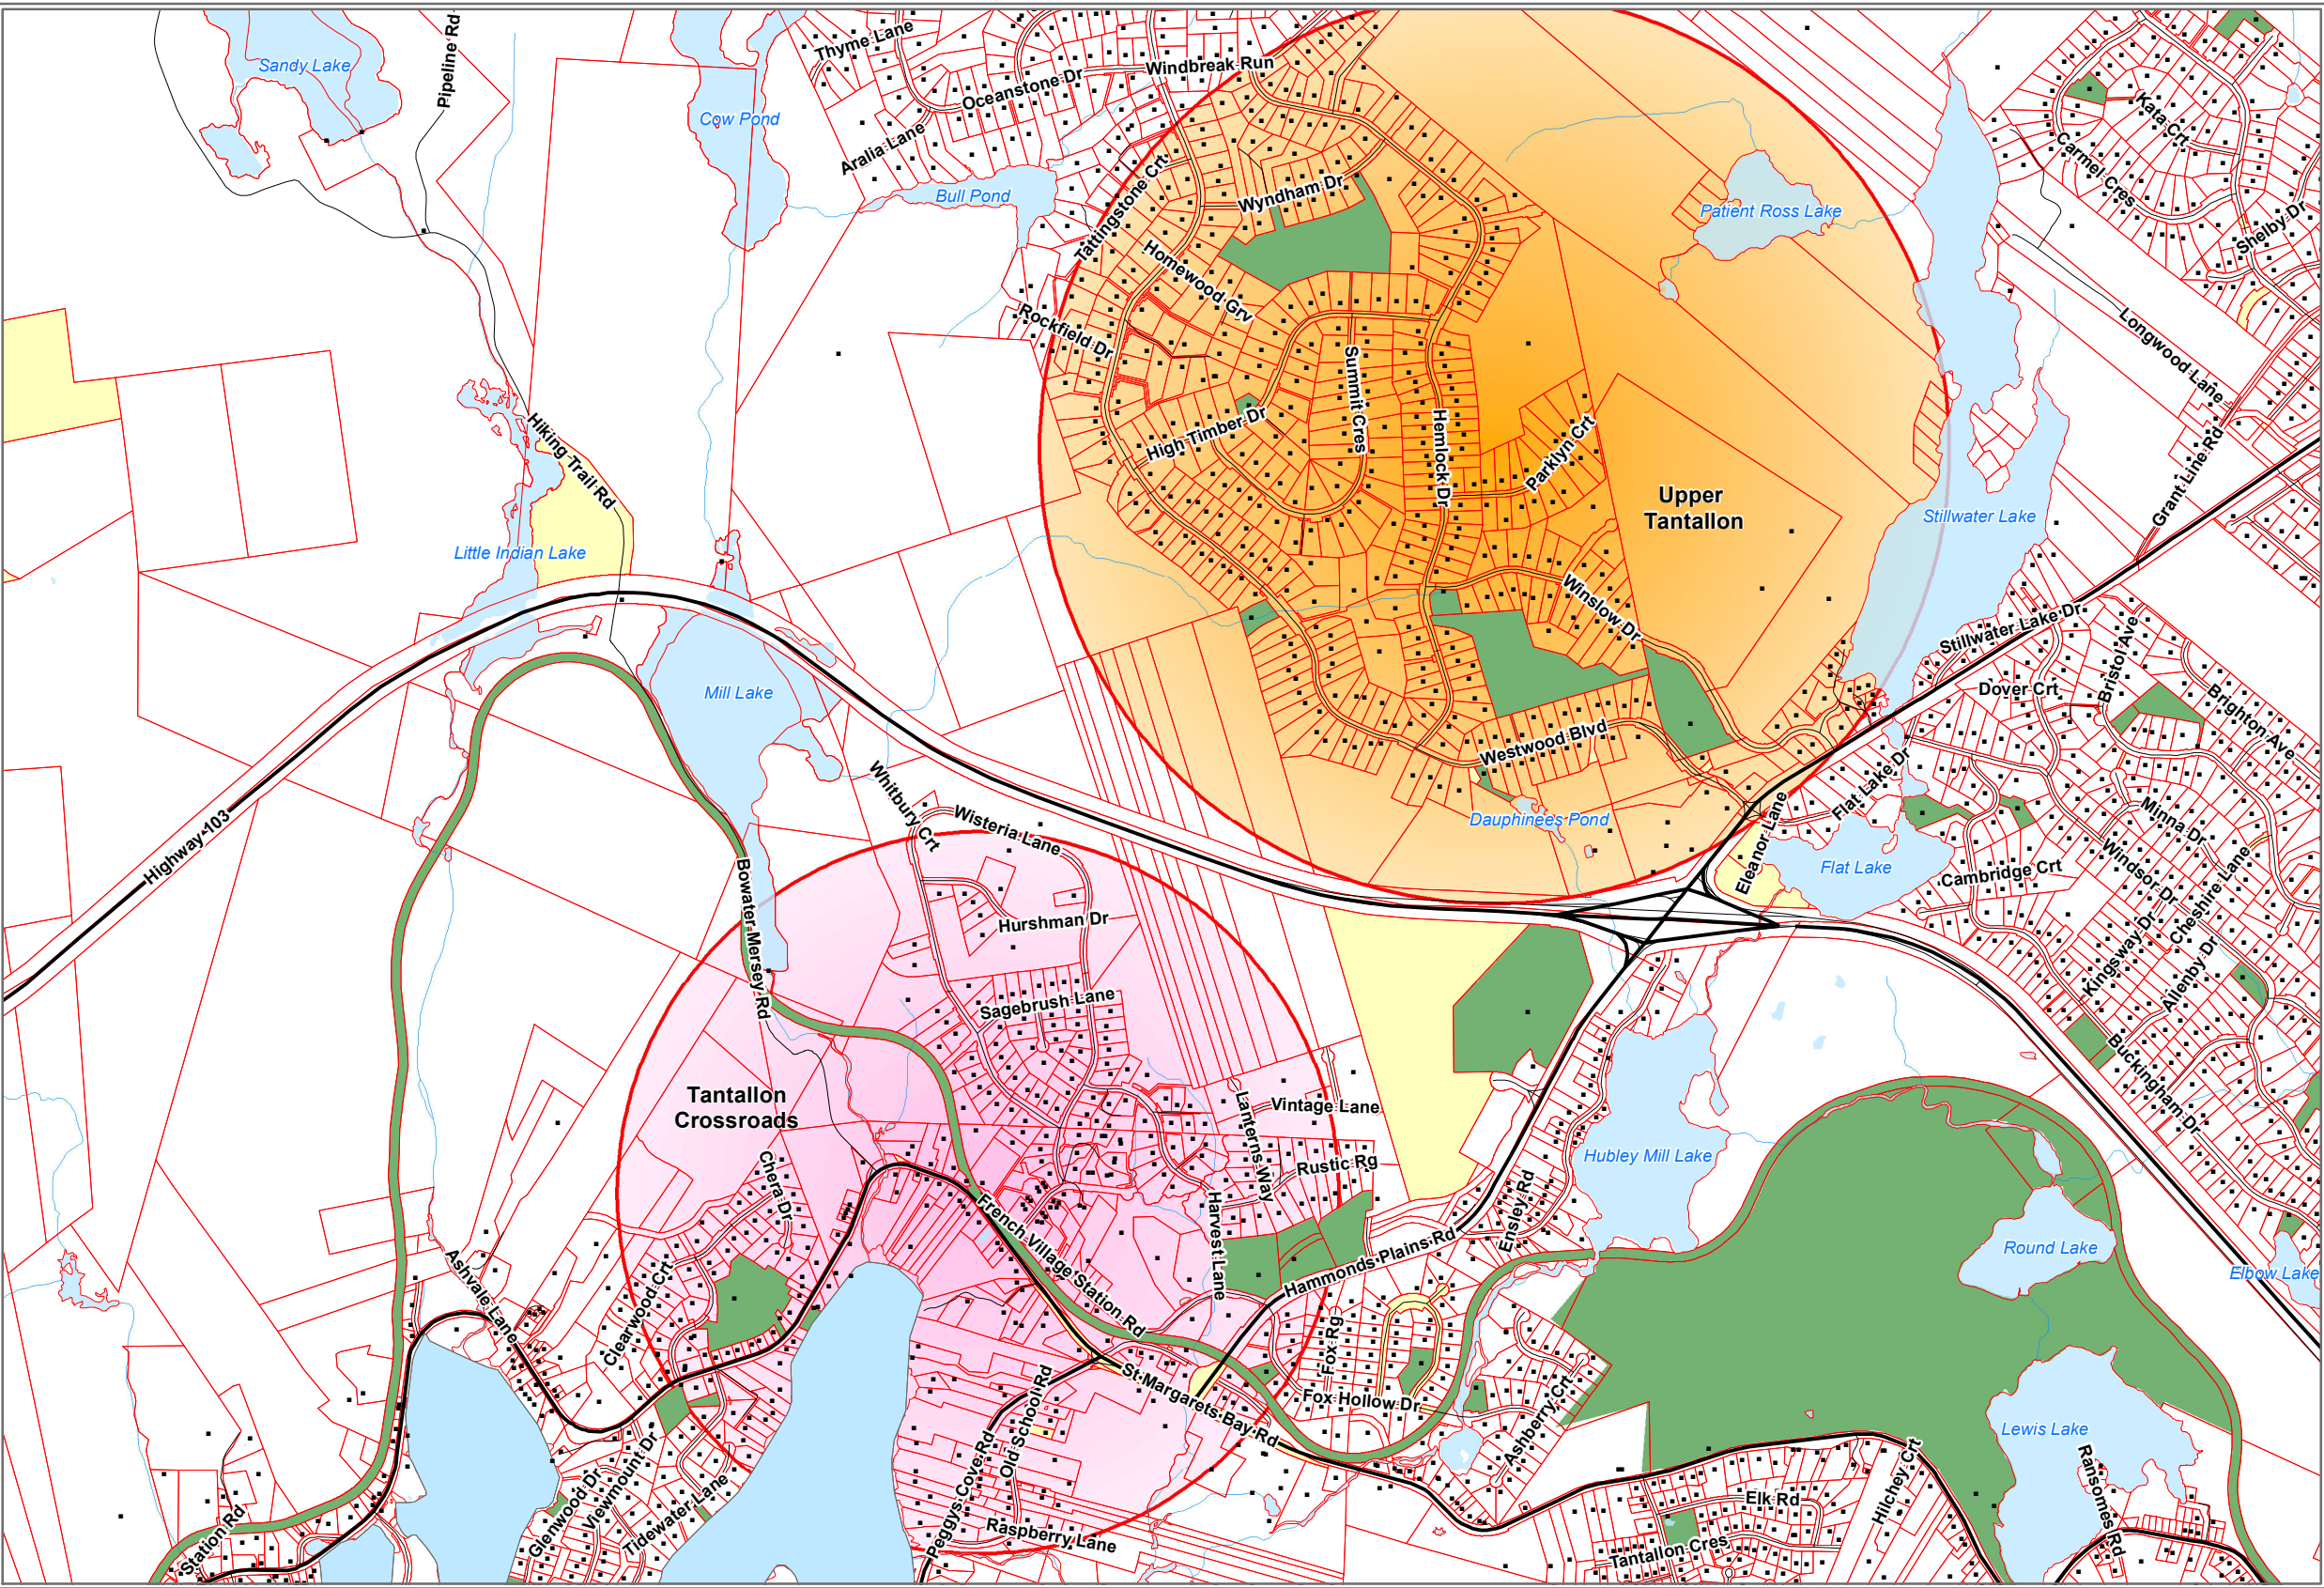 Sandy Lake
Pipeline Rd
Cow Pond
Thyme Lane
Oceanstone Dr
Windbreak Run
Aralia Lane
Bull Pond
Tattingstone Crt
Wyndham Dr
Homewood Grv
Rockfield Dr
Patient Ross Lake
Kata Crt
Carmel Cres
Shelby Dr
Longwood Lane
Grant Line Rd
Summit Cres
High Timber Dr
Hemlock Dr
Parklyn Crt
Upper
Tantallon
Stillwater Lake
Hiking Trail Rd
Little Indian Lake
Winslow Dr
Stillwater Lake Dr
Bristol Ave
Dover Crt
Brighton Ave
Mill Lake
Westwood Blvd
Whitbury Crt
Wisteria Lane
Dauphinees Pond
Flat Lake Dr
Eleanor Lane
Flat Lake
Minna Dr
Windsor Dr
Cambridge Crt
Cheshire Lane
Kingsway Dr
Allenby Dr
Buckingham Dr
Highway 103
Bowater Mersey Rd
Hurshman Dr
Sagebrush Lane
Tantallon
Crossroads
Vintage Lane
Lanterns Way
Rustic Rg
Harvest Lane
Hubley Mill Lake
Ensley Rd
Chera Dr
French Village Station Rd
Hammonds Plains Rd
Round Lake
Elbow Lake
Ashvale Lane
Clearwood Crt
Fox Rg
Fox Hollow Dr
St Margarets Bay Rd
Ashberry Crt
Old School Rd
Peggys Cove Rd
Raspberry Lane
Lewis Lake
Ransomes Rd
Hilchey Crt
Elk Rd
Tantallon Cres
Glenwood Dr
Viewmount Dr
Tidewater Lane
Station Rd